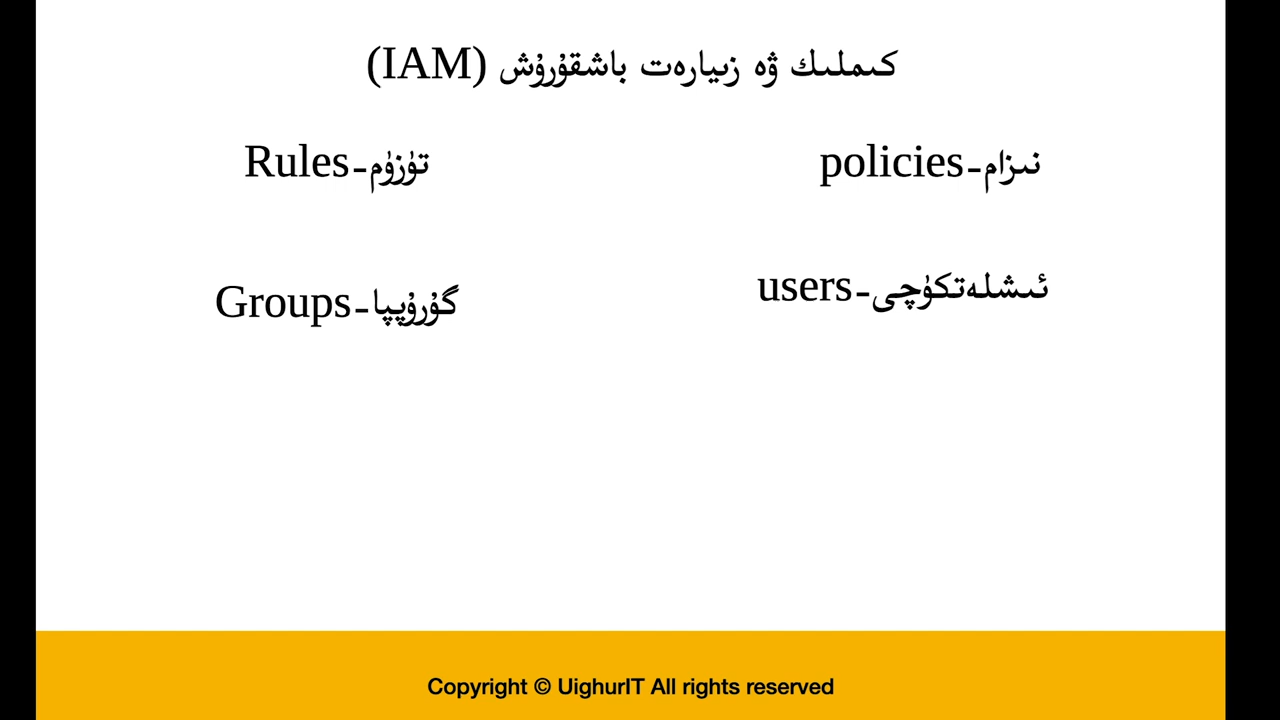 كىملىك ۋە زىيارەت باشقۇرۇش (IAM)
نىزام-policies
تۈزۈم-Rules
ئىشلەتكۈچى-users
گۇرۇپپا-Groups
Copyright © UighurIT All rights reserved